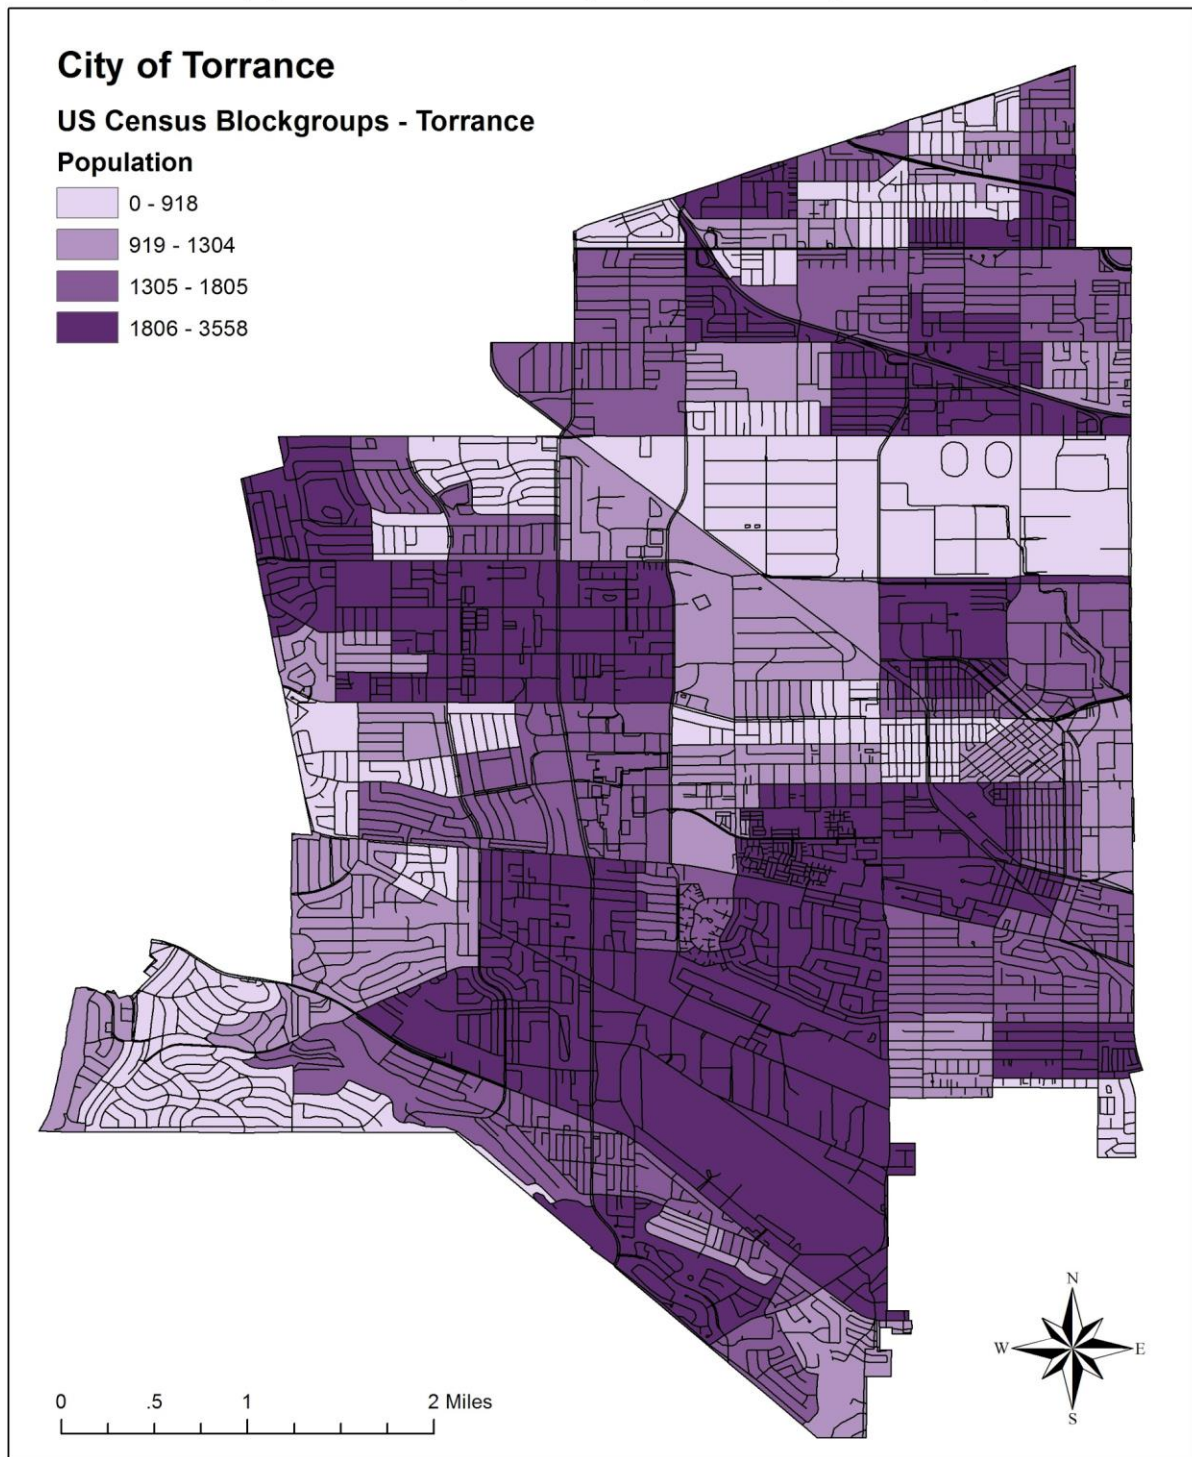 City of Torrance
US Census Blockgroups - Torrance
Population
0 - 918
919 - 1304
1305 - 1805
1806 - 3558
N
W E
S
0 .5 1 2 Miles